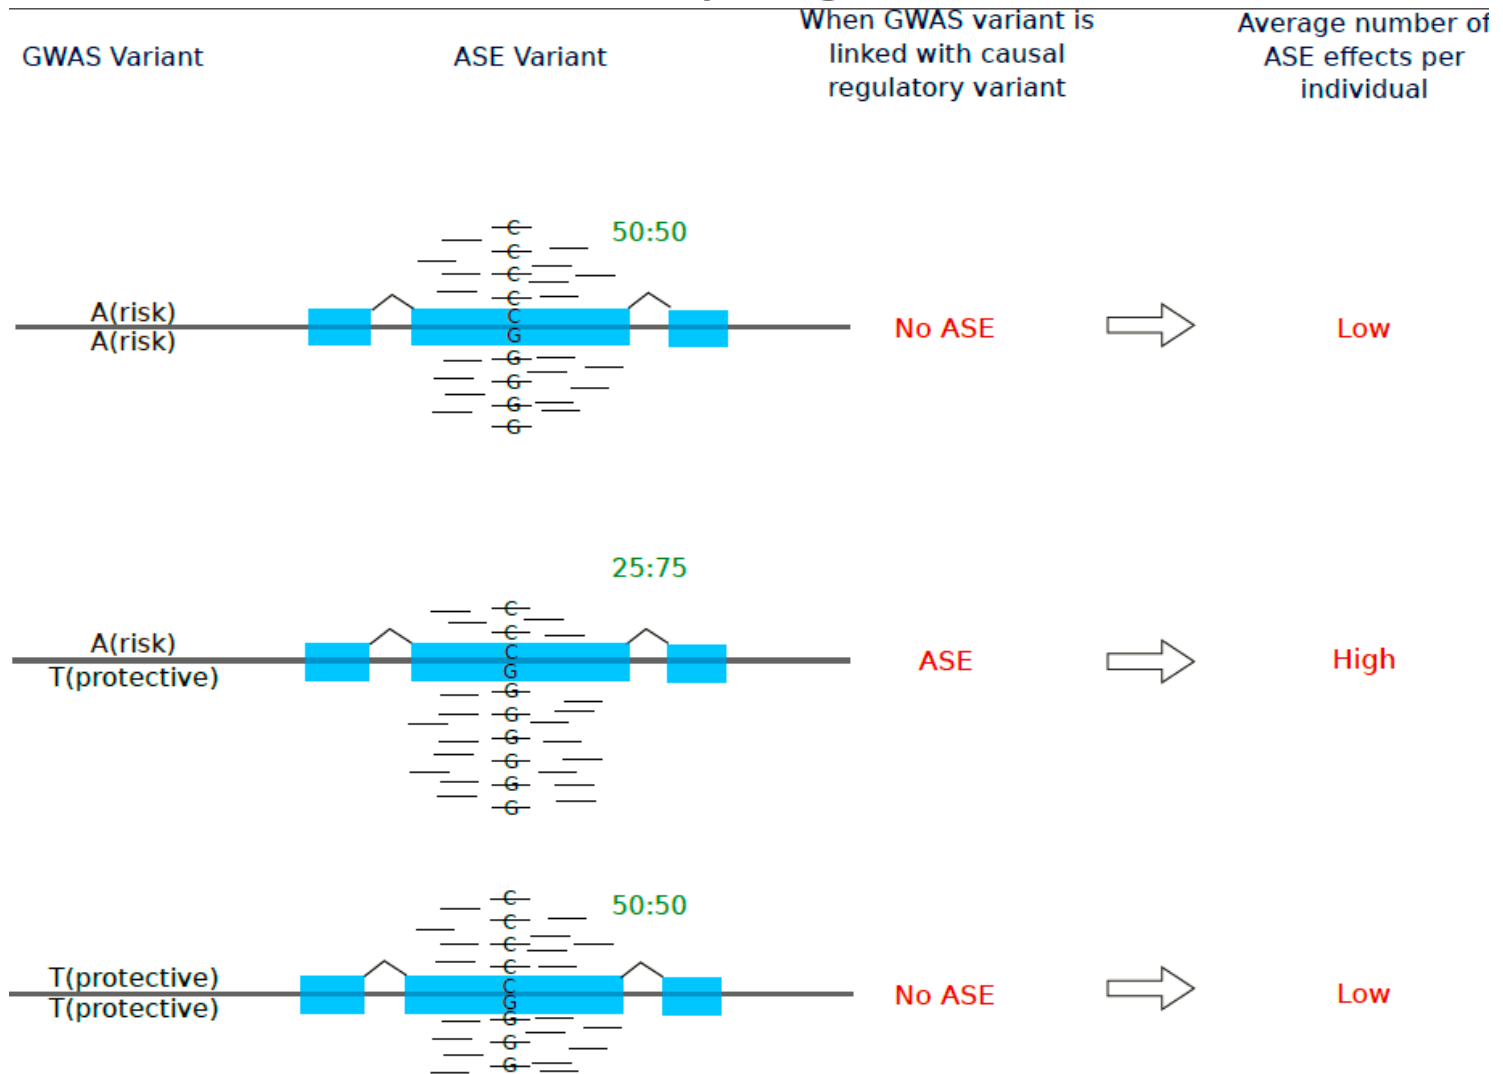 When GWAS variant is
linked with causal
regulatory variant
Average number of
ASE effects per
individual
GWAS Variant
ASE Variant
C
50:50
C
C
C
A(risk)
C
A(risk)
G
No ASE
Low
G
G
G
G
25:75
C
C
A(risk)
C
T(protective)
G
ASE
High
G
G
G
G
G
G
C
50:50
C
C
C
T(protective)
C
T(protective)
G
No ASE
Low
G
G
G